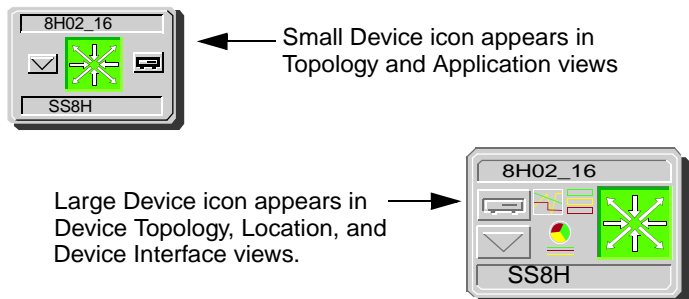 8H02_16
Small Device icon appears in
Topology and Application views
SS8H
8H02_16
Large Device icon appears in
Device Topology, Location, and
Device Interface views.
SS8H